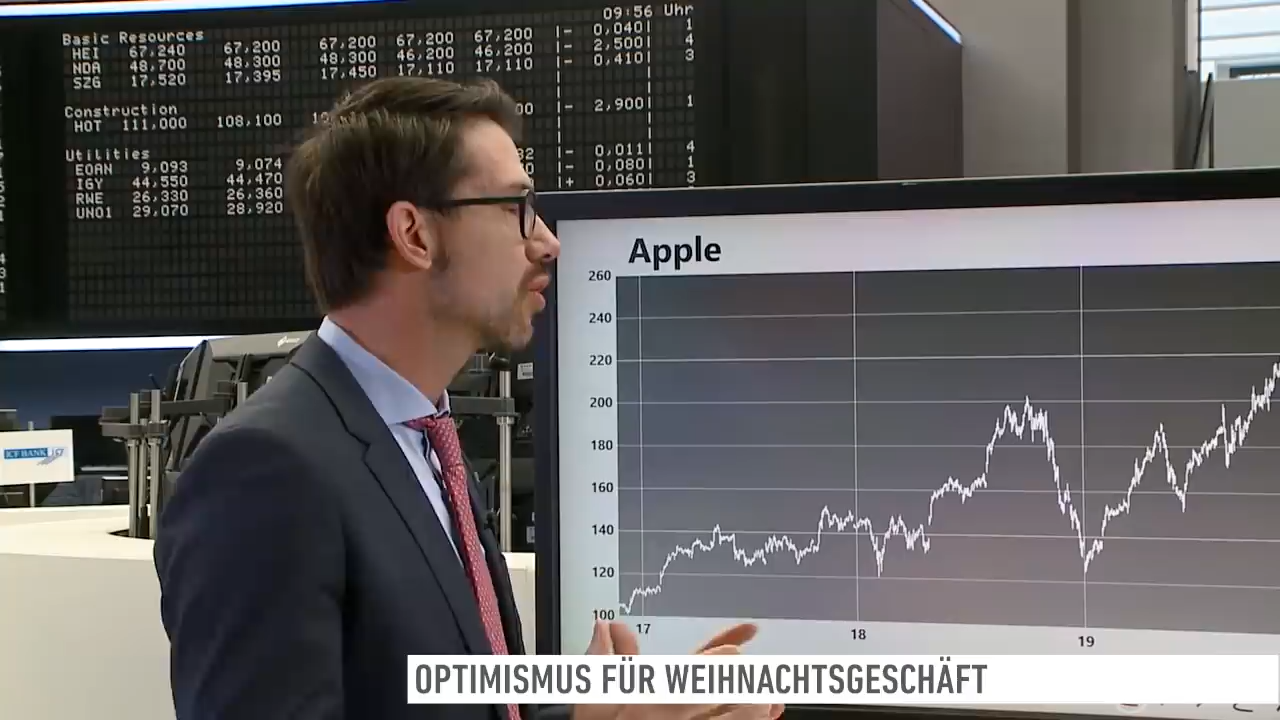 09:56 Uhr
Basic Resources
HEI 67,240 67,200 67,200 67,200 67,200 |- 0,040| 1
NDA 48,700 48,300 48,300 46,200 46,200 |- 2,500| 4
SZG 17,520 17,395 17,450 17,110 17,110 |- 0,410| 3
Construction
HOT 111,000 108,100 00 |- 2,900| 1
Utilities
EOAN 9,093 9,074 |- 0,011| 4
IGY 44,550 44,470 |- 0,080| 1
RWE 26,330 26,360 |+ 0,060| 3
UNO1 29,070 28,920
ICF BANK
Apple
260
240
220
200
180
160
140
120
100
17 18 19
OPTIMISMUS FÜR WEIHNACHTSGESCHÄFT